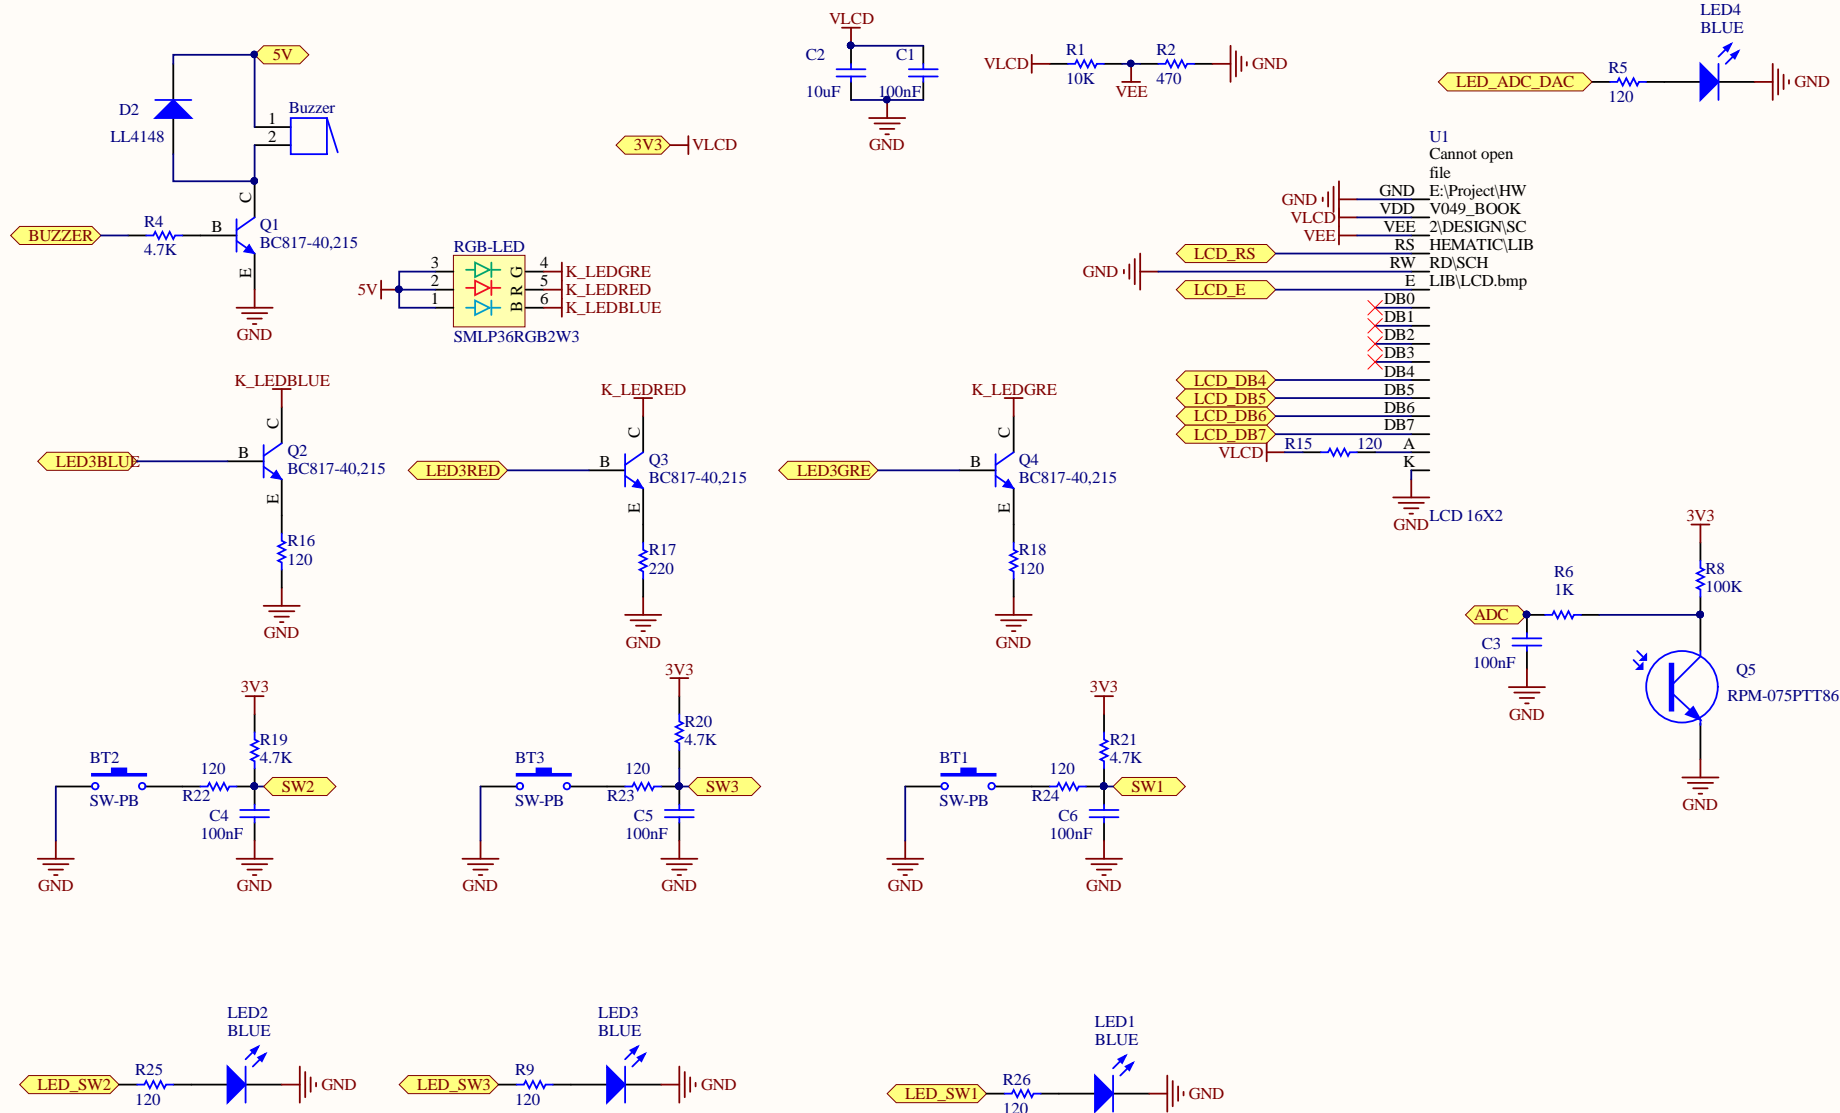 5V
D2
LL4148
Buzzer
1
2
C
BUZZER
R4
4.7K
B
Q1
BC817-40,215
E
GND
VLCD
C2
10uF
C1
100nF
GND
VLCD
R1
10K
R2
470
VEE
GND
3V3
VLCD
LED4
BLUE
LED_ADC_DAC
R5
120
GND
RGB-LED
5V
3
2
1
G
R
B
4
5
6
K_LEDGRE
K_LEDRED
K_LEDBLUE
SMLP36RGB2W3
U1
Cannot open
file
E:\Project\HW
V049_BOOK
2\DESIGN\SC
HEMATIC\LIB
RD\SCH
LIB\LCD.bmp
GND
GND
VLCD
VDD
VEE
VEE
LCD_RS
RS
GND
RW
LCD_E
E
DB0
DB1
DB2
DB3
LCD_DB4
DB4
LCD_DB5
DB5
LCD_DB6
DB6
LCD_DB7
DB7
VLCD
R15
120
A
K
GND
LCD 16X2
K_LEDBLUE
C
LED3BLUE
B
Q2
BC817-40,215
E
R16
120
GND
K_LEDRED
C
LED3RED
B
Q3
BC817-40,215
E
R17
220
GND
K_LEDGRE
C
LED3GRE
B
Q4
BC817-40,215
E
R18
120
GND
3V3
R8
100K
R6
1K
ADC
C3
100nF
GND
Q5
RPM-075PTT86
GND
3V3
R19
4.7K
BT2
SW-PB
120
R22
SW2
C4
100nF
GND
GND
3V3
R20
4.7K
BT3
SW-PB
120
R23
SW3
C5
100nF
GND
GND
3V3
R21
4.7K
BT1
SW-PB
120
R24
SW1
C6
100nF
GND
GND
LED2
BLUE
LED_SW2
R25
120
GND
LED3
BLUE
LED_SW3
R9
120
GND
LED1
BLUE
LED_SW1
R26
120
GND